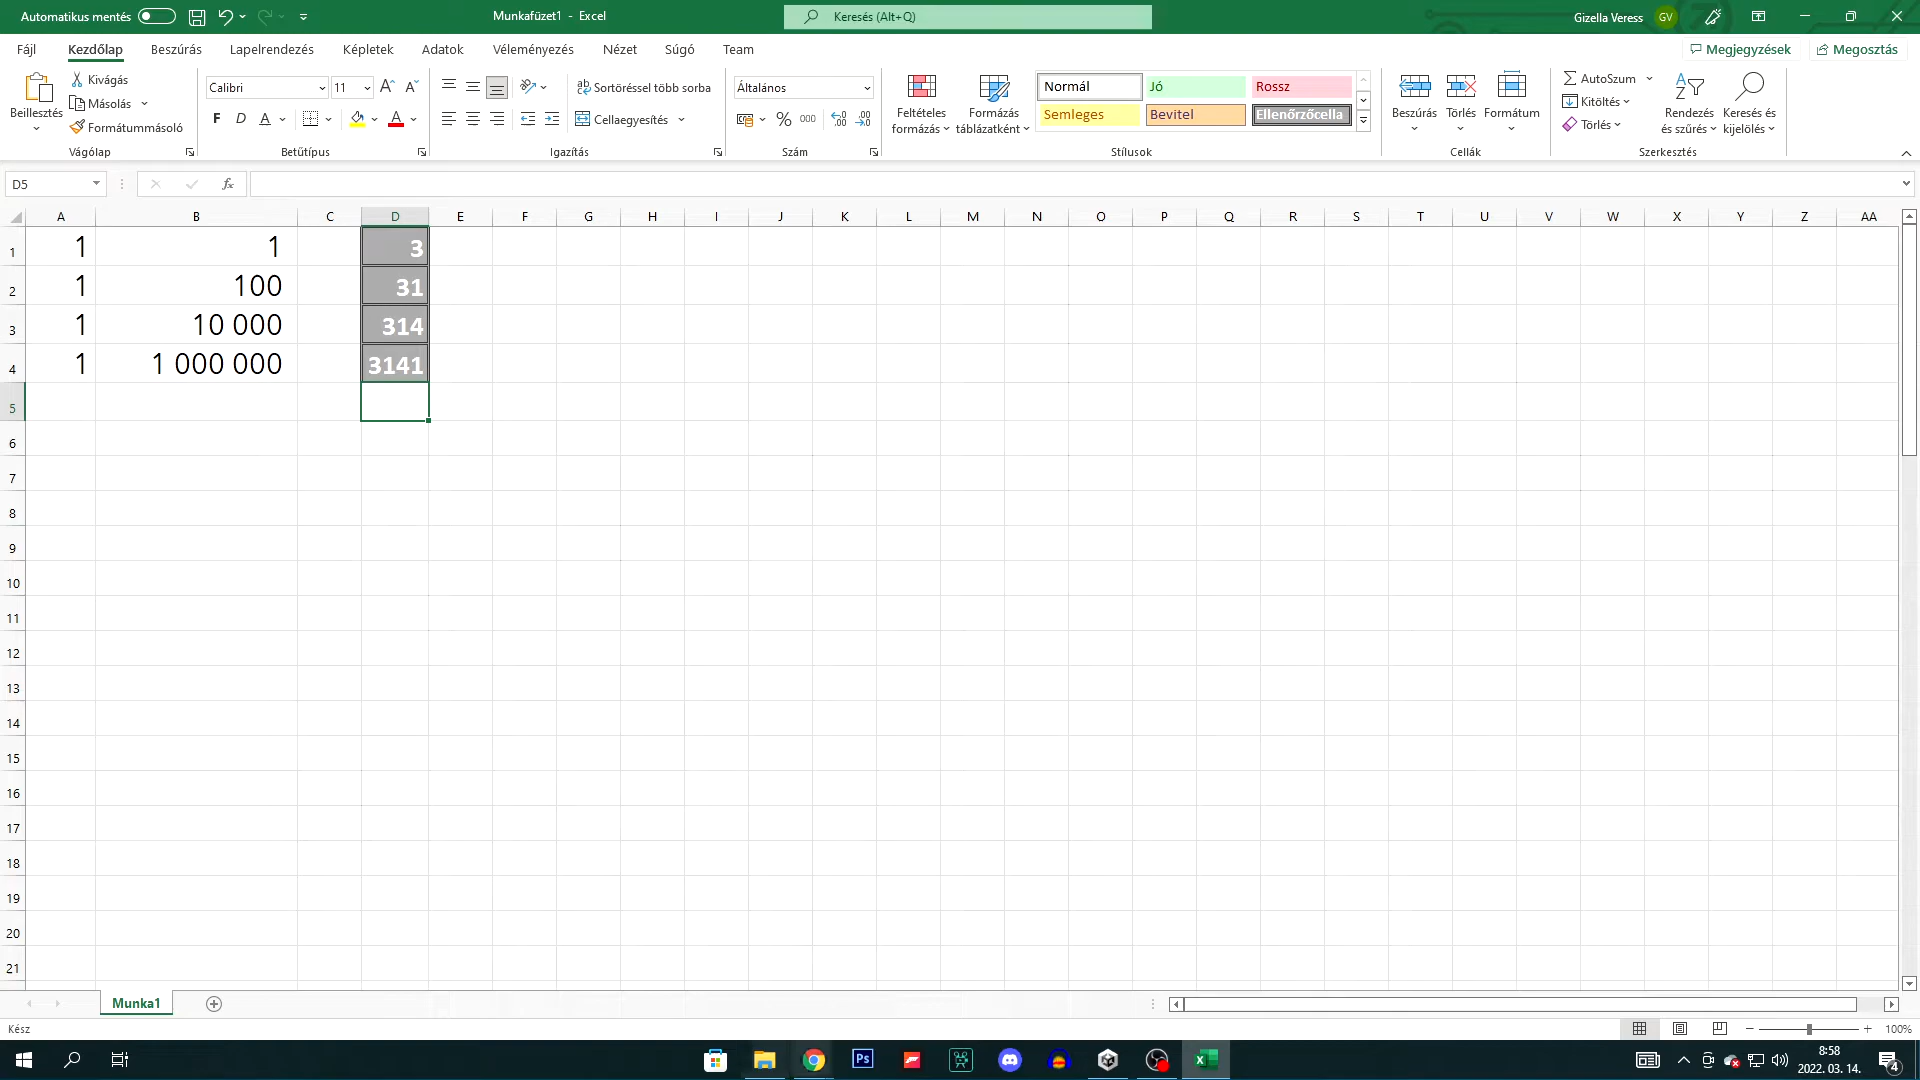 Automatikus mentés
Munkafüzet1 - Excel
Keresés (Alt+Q)
Gizella Veress
GV
Fájl Kezdőlap Beszúrás Lapelrendezés Képletek Adatok Véleményezés Nézet Súgó Team
Megjegyzések Megosztás
Beillesztés
Kivágás
Másolás
Formátummásoló
Vágólap
Calibri 11
F D A
Betűtípus
Sortöréssel több sorba
Cellaegyesítés
Igazítás
Általános
% 000
Szám
Feltételes
formázás
Formázás
táblázatként
Normál Jó Rossz
Semleges Bevitel Ellenőrzőcella
Stílusok
Beszúrás Törlés Formátum
Cellák
AutoSzum
Kitöltés
Törlés
Rendezés
és szűrés
Keresés és
kijelölés
Szerkesztés
D5 fx
A B C D E F G H I J K L M N O P Q R S T U V W X Y Z AA
1 1 1 3
2 1 100 31
3 1 10 000 314
4 1 1 000 000 3141
5
6
7
8
9
10
11
12
13
14
15
16
17
18
19
20
21
Munka1
Kész
100%
Ps
8:58
2022. 03. 14.
4